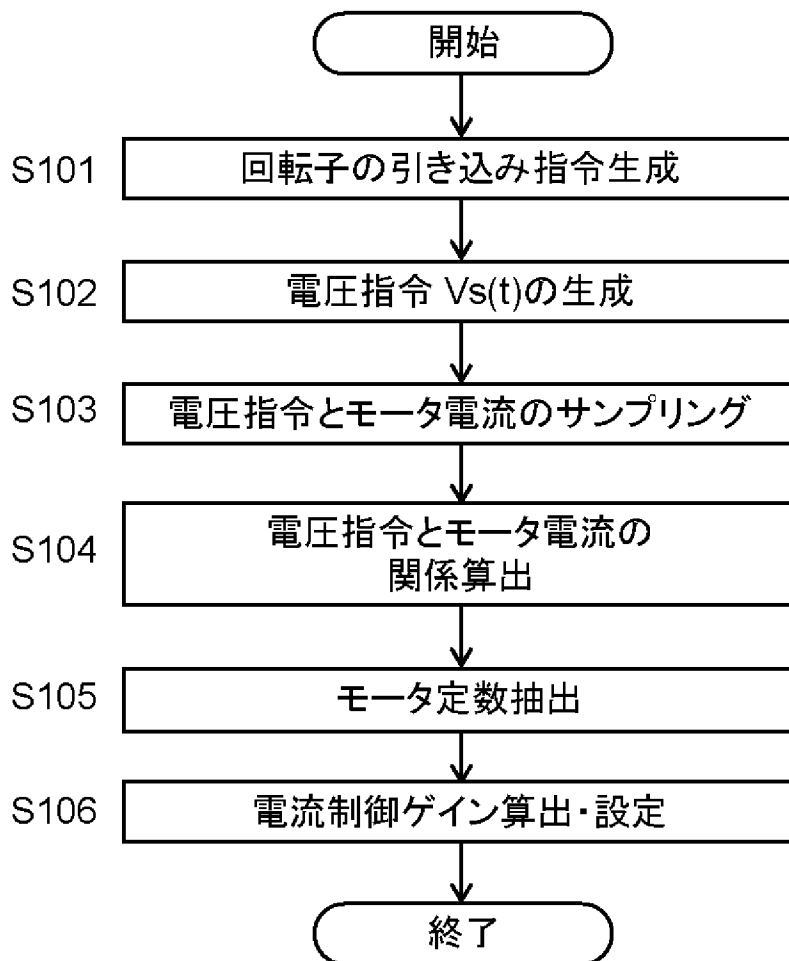 開始
S101
回転子の引き込み指令生成
S102
電圧指令 Vs(t)の生成
S103
電圧指令とモータ電流のサンプリング
S104
電圧指令とモータ電流の
関係算出
S105
モータ定数抽出
S106
電流制御ゲイン算出・設定
終了